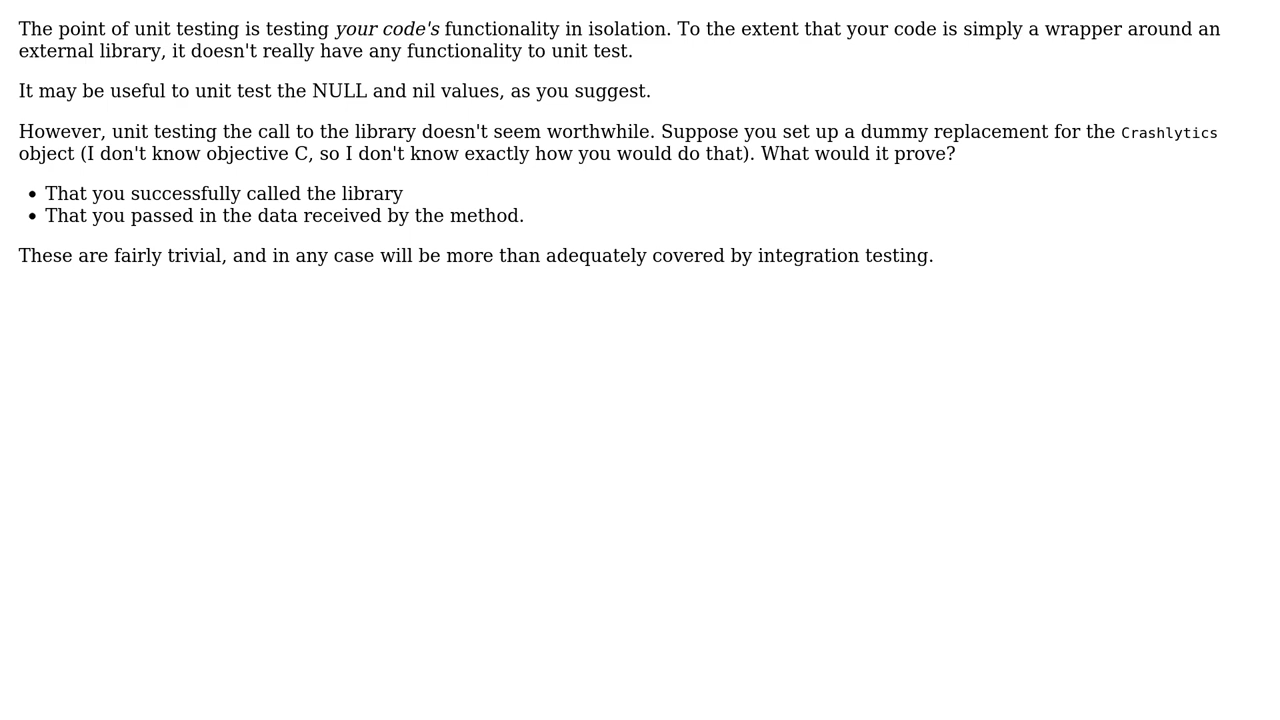 The point of unit testing is testing your code's functionality in isolation. To the extent that your code is simply a wrapper around an
external library, it doesn't really have any functionality to unit test.
It may be useful to unit test the NULL and nil values, as you suggest.
However, unit testing the call to the library doesn't seem worthwhile. Suppose you set up a dummy replacement for the Crashlytics
object (I don't know objective C, so I don't know exactly how you would do that). What would it prove?
• That you successfully called the library
• That you passed in the data received by the method.
These are fairly trivial, and in any case will be more than adequately covered by integration testing.